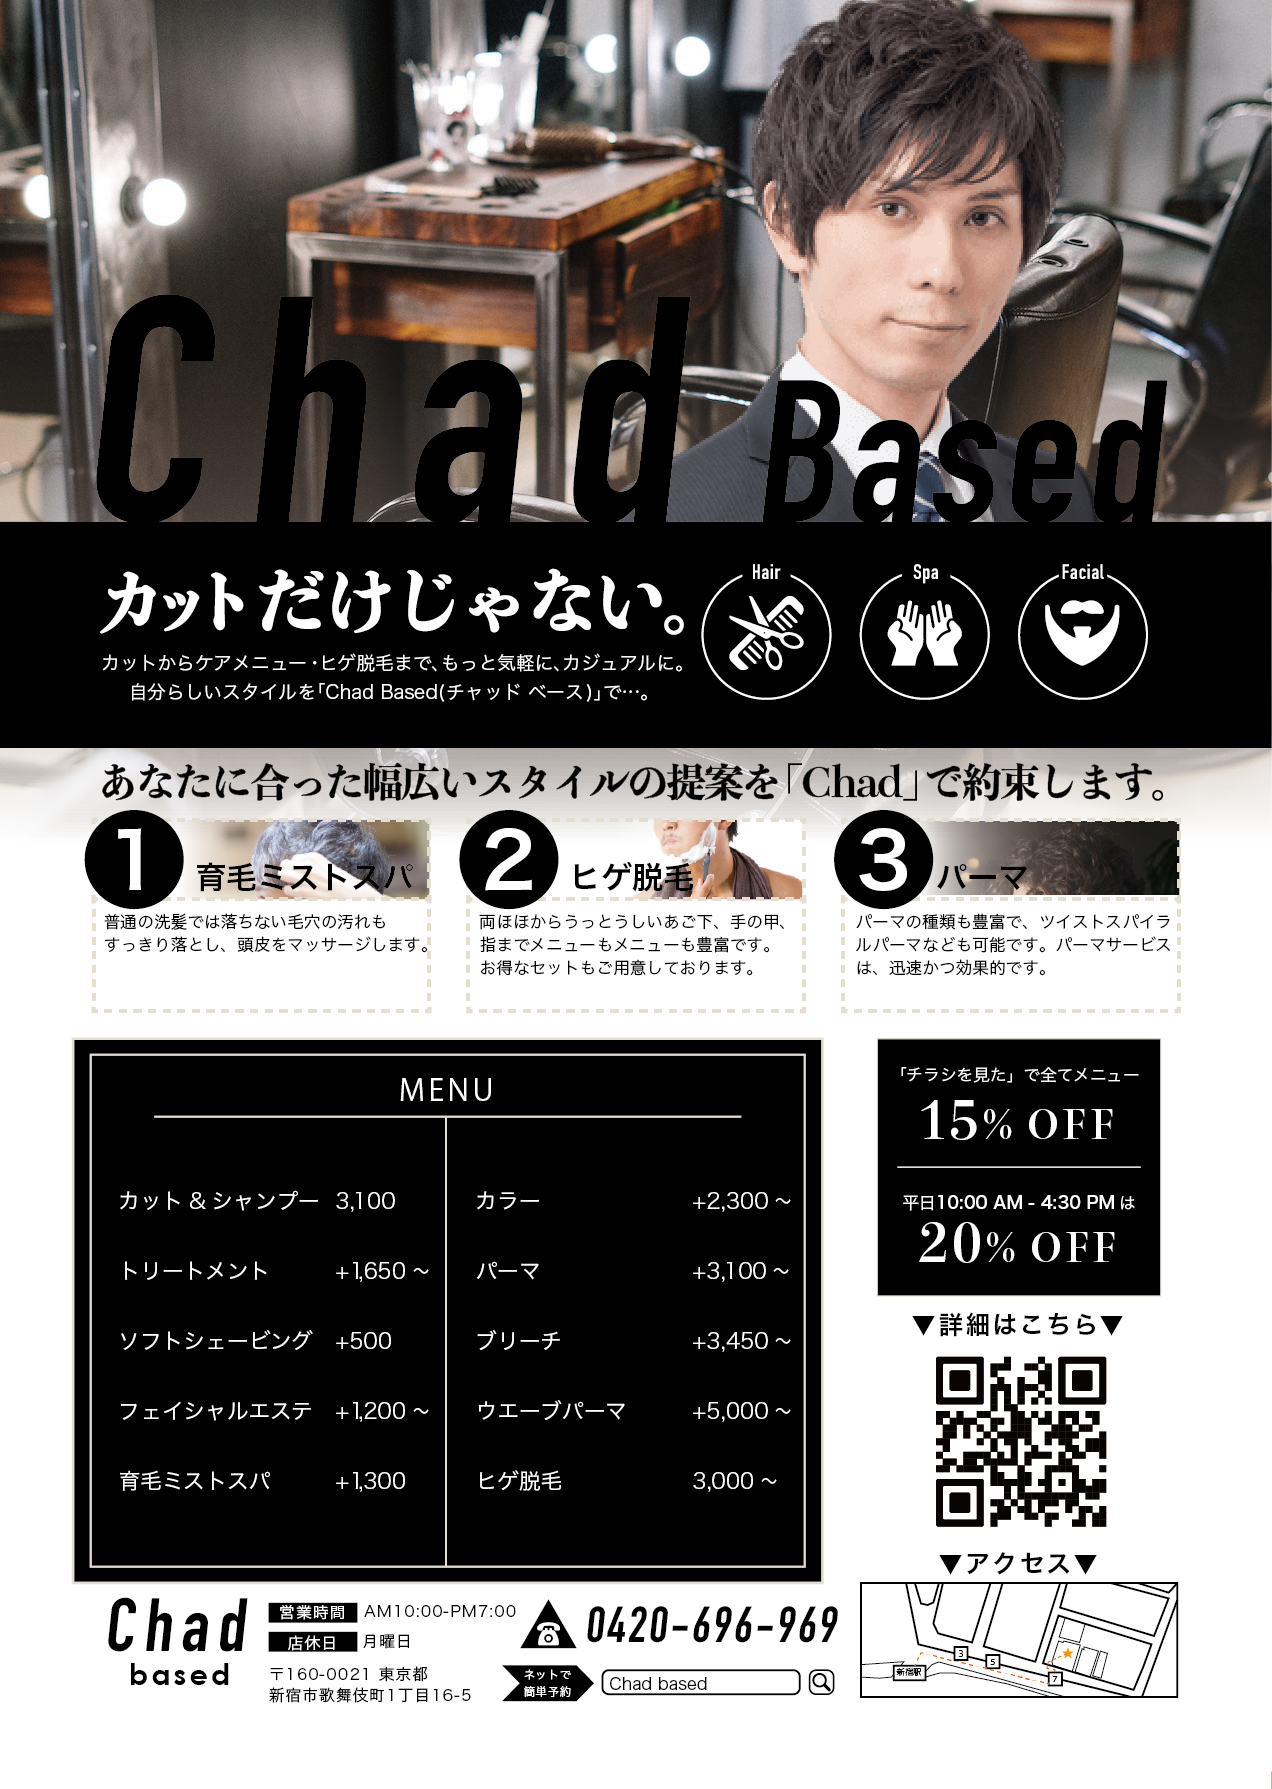 Chad Based
カットだけじゃない。
カットからケアメニュー・ヒゲ脱毛まで、もっと気軽に、カジュアルに。
自分らしいスタイルを「Chad Based(チャッド ベース)」で…。
Hair
Spa
Facial
あなたに合った幅広いスタイルの提案を「Chad」で約束します。
1 育毛ミストスパ
普通の洗髪では落ちない毛穴の汚れも
すっきり落とし、頭皮をマッサージします。
2 ヒゲ脱毛
両ほほからうっとうしいあご下、手の甲、
指までメニューもメニューも豊富です。
お得なセットもご用意しております。
3 パーマ
パーマの種類も豊富で、ツイストスパイラ
ルパーマなども可能です。パーマサービス
は、迅速かつ効果的です。
MENU
カット & シャンプー 3,100
トリートメント +1,650 ～
ソフトシェービング +500
フェイシャルエステ +1,200 ～
育毛ミストスパ +1,300
カラー +2,300 ～
パーマ +3,100 ～
ブリーチ +3,450 ～
ウエーブパーマ +5,000 ～
ヒゲ脱毛 3,000 ～
「チラシを見た」で全てメニュー
15% OFF
平日10:00 AM - 4:30 PM は
20% OFF
▼詳細はこちら▼
▼アクセス▼
新宿駅
3
5
7
Chad
based
営業時間 AM10:00-PM7:00
店休日 月曜日
〒160-0021 東京都
新宿市歌舞伎町1丁目16-5
0420-696-969
ネットで
簡単予約
Chad based